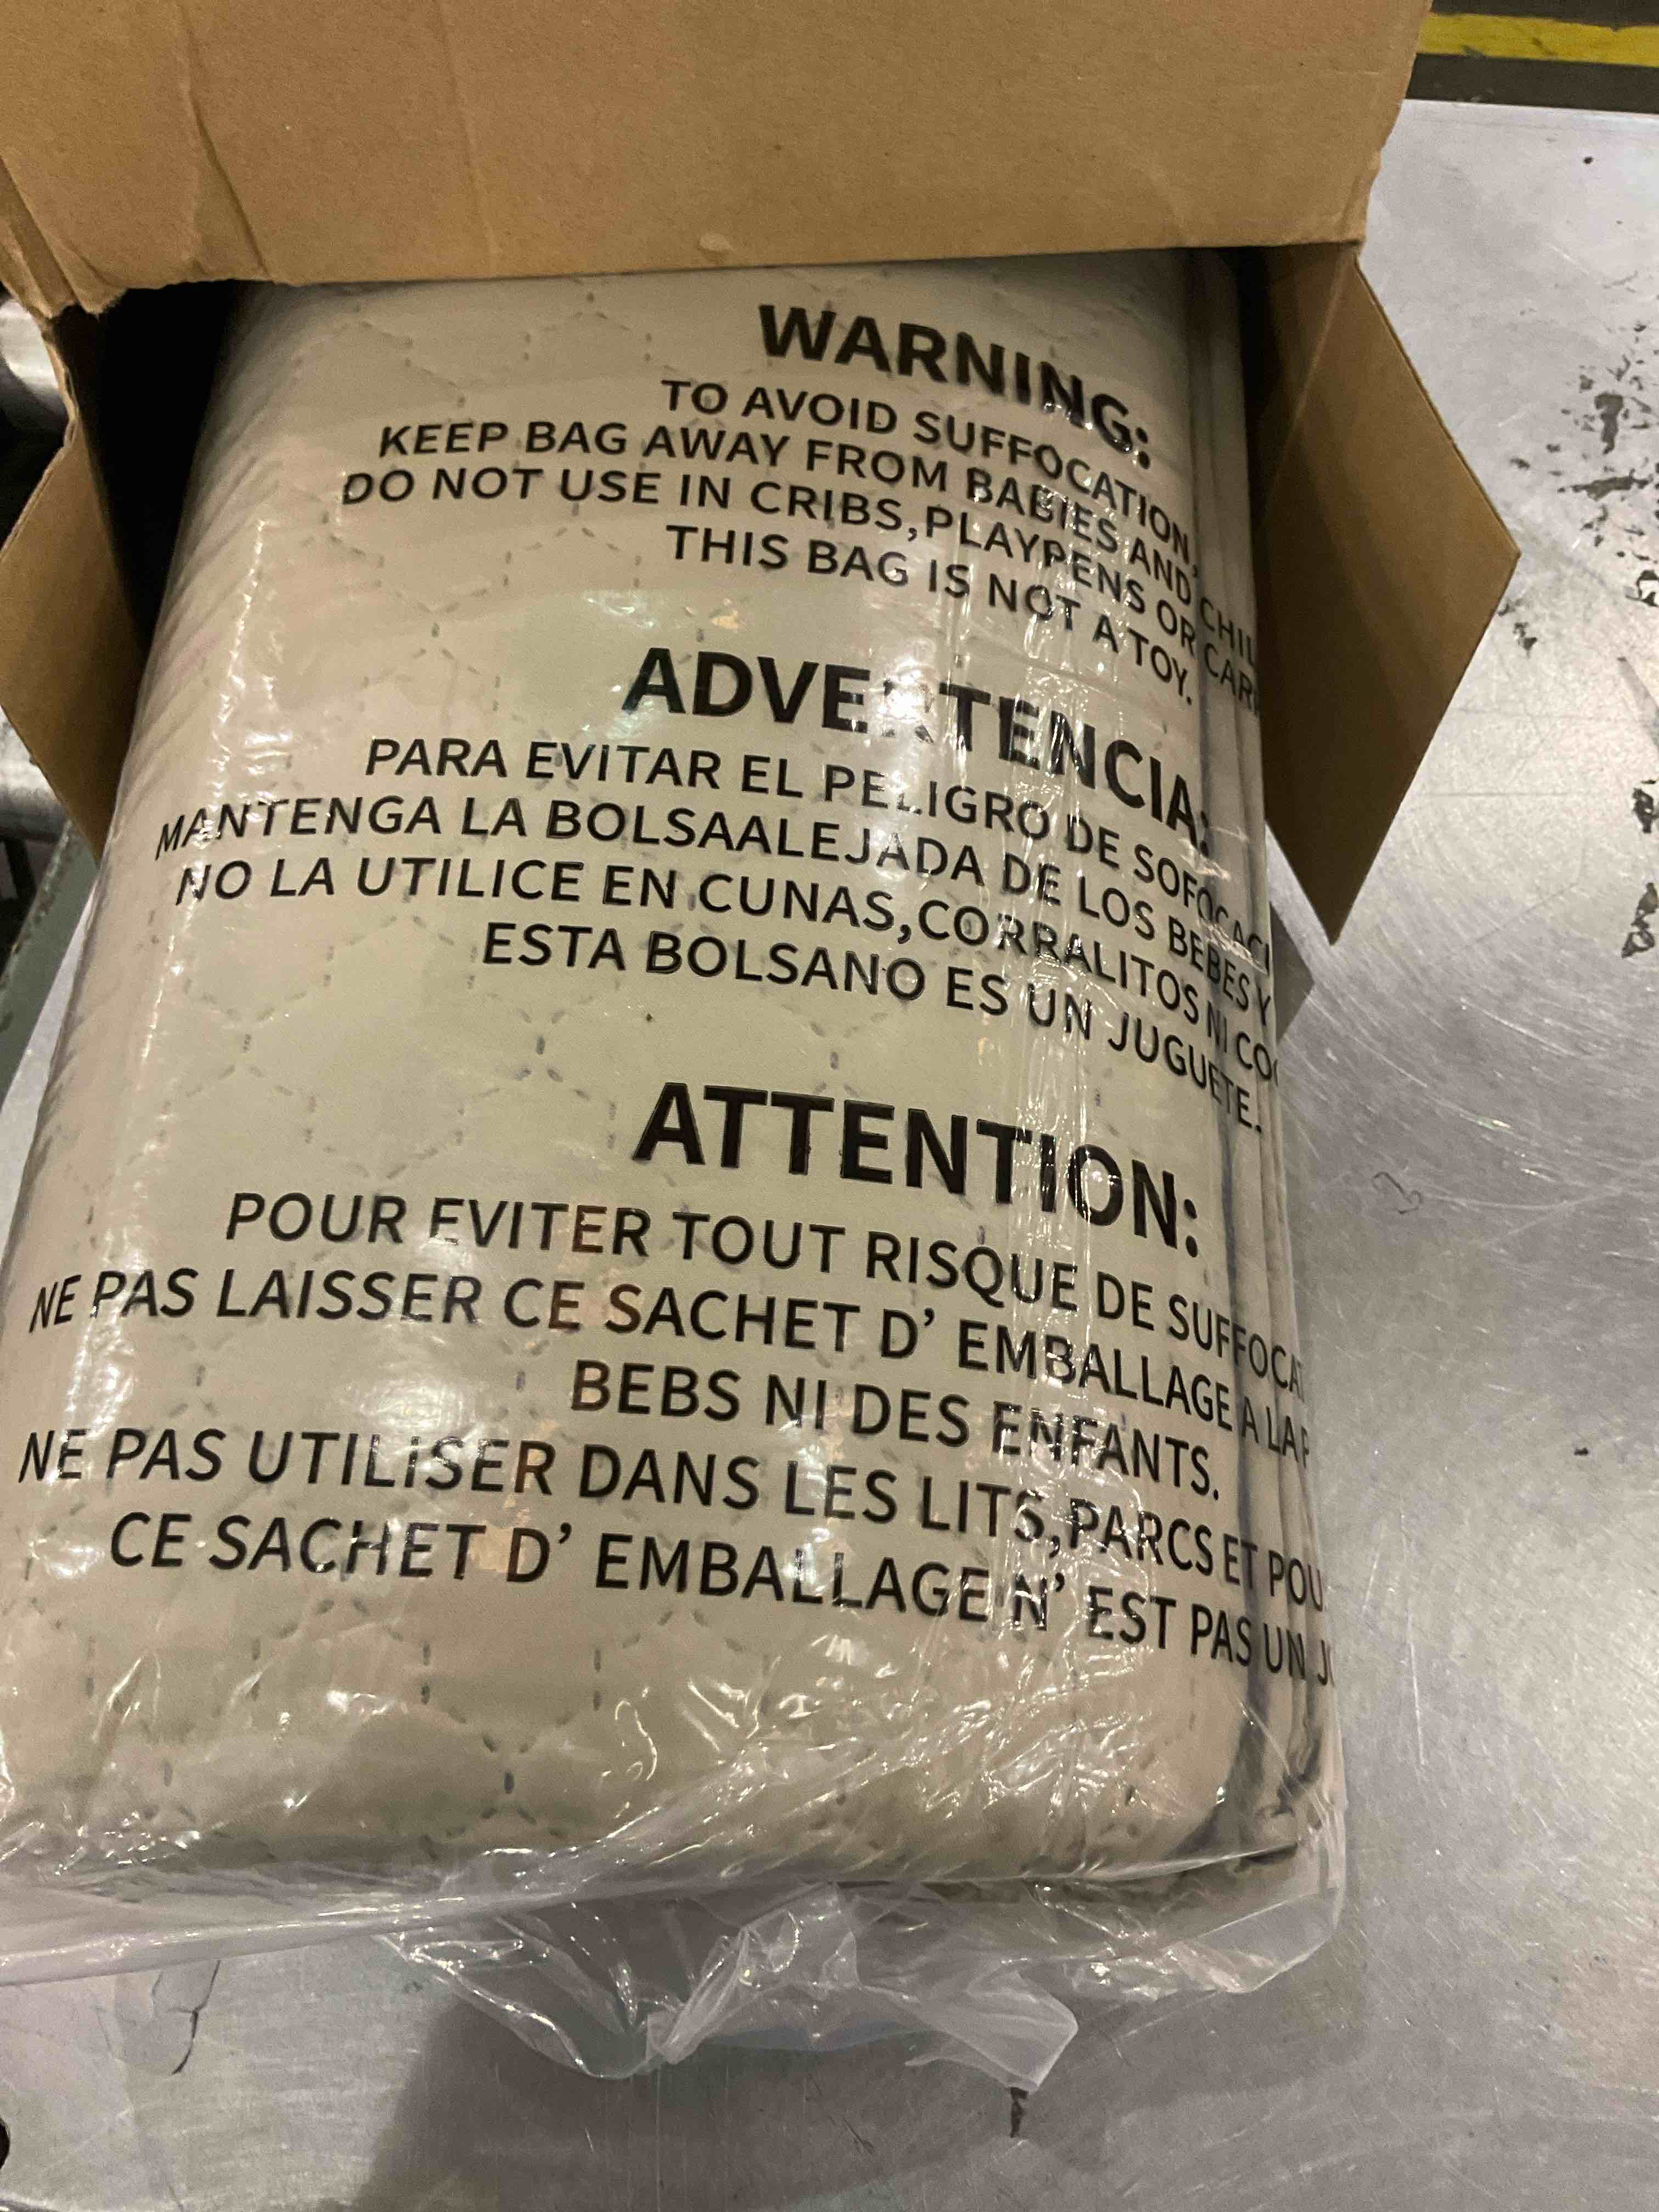 WARNING:
TO AVOID SUFFOCATION,
KEEP BAG AWAY FROM BABIES AND
DO NOT USE IN CRIBS,PLAYPENS OR
THIS BAG IS NOT A TOY.
ADVERTENCIA:
PARA EVITAR EL PELIGRO DE
MANTENGA LA BOLSAALEJADA DE LOS BEBES Y
NO LA UTILICE EN CUNAS,CORRALITOS NI
ESTA BOLSANO ES UN JUGUETE.
ATTENTION:
POUR EVITER TOUT RISQUE DE
NE PAS LAISSER CE SACHET D’ EMBALLAGE A LA
BEBS NI DES ENFANTS.
NE PAS UTILISER DANS LES LITS,PARCS ET
CE SACHET D’ EMBALLAGE N’ EST PAS UN